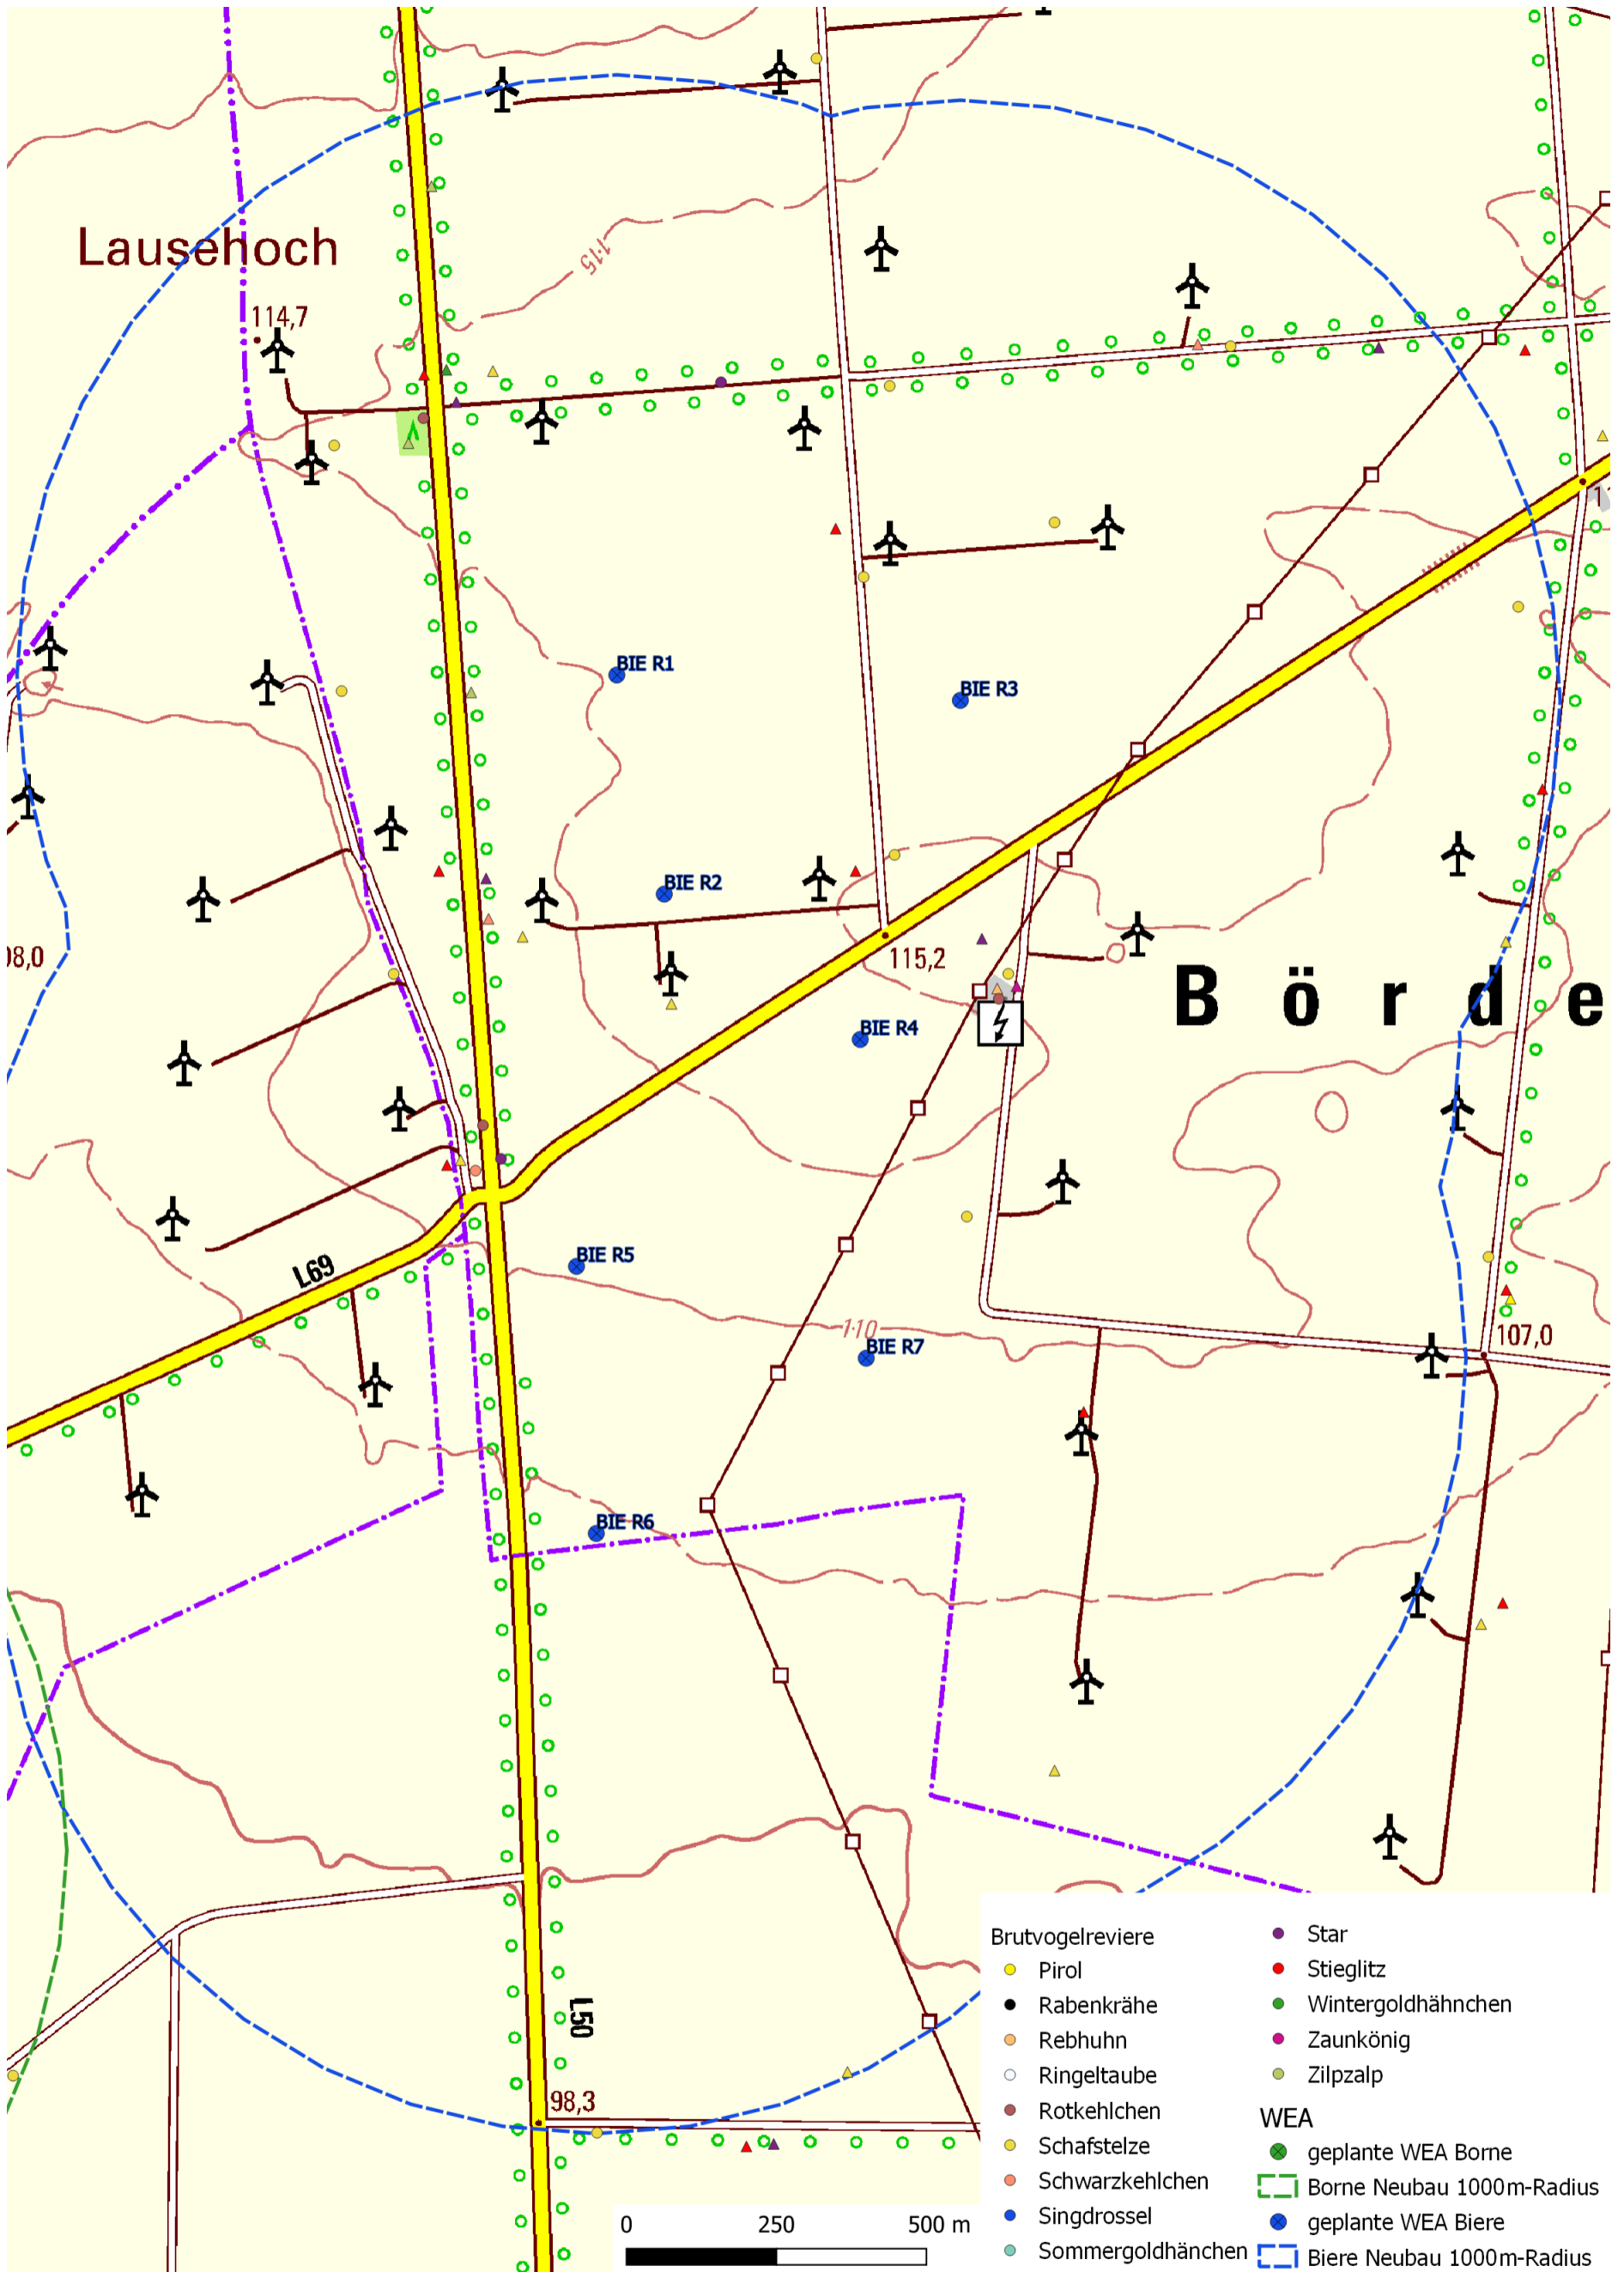 Lausehoch
115
114,7
11
BIE R1
BIE R3
BIE R2
08,0
115,2
Börde
BIE R4
L69
BIE R5
110
107,0
BIE R7
BIE R6
L50
98,3
0 250 500 m
Brutvogelreviere
Pirol
Rabenkrähe
Rebhuhn
Ringeltaube
Rotkehlchen
Schafstelze
Schwarzkehlchen
Singdrossel
Sommergoldhänchen
Star
Stieglitz
Wintergoldhähnchen
Zaunkönig
Zilpzalp
WEA
geplante WEA Borne
Borne Neubau 1000m-Radius
geplante WEA Biere
Biere Neubau 1000m-Radius